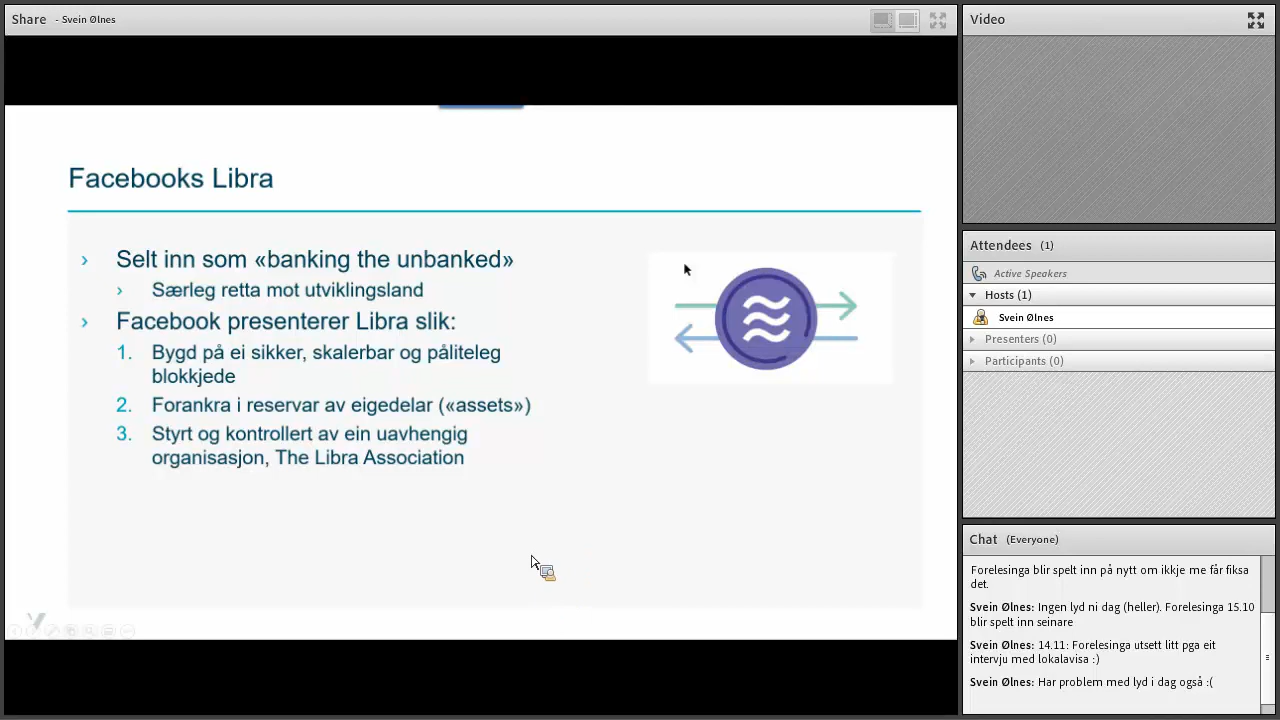 Share - Svein Ølnes
Facebooks Libra
› Selt inn som «banking the unbanked»
› Særleg retta mot utviklingsland
› Facebook presenterer Libra slik:
1. Bygd på ei sikker, skalerbar og påliteleg
blokkjede
2. Forankra i reservar av eigedelar («assets»)
3. Styrt og kontrollert av ein uavhengig
organisasjon, The Libra Association
Video
Attendees (1)
Active Speakers
Hosts (1)
Svein Ølnes
Presenters (0)
Participants (0)
Chat (Everyone)
Forelesinga blir spelt inn på nytt om ikkje me får fiksa
det.
Svein Ølnes: Ingen lyd ni dag (heller). Forelesinga 15.10
blir spelt inn seinare
Svein Ølnes: 14.11: Forelesinga utsett litt pga eit
intervju med lokalavisa :)
Svein Ølnes: Har problem med lyd i dag også :(